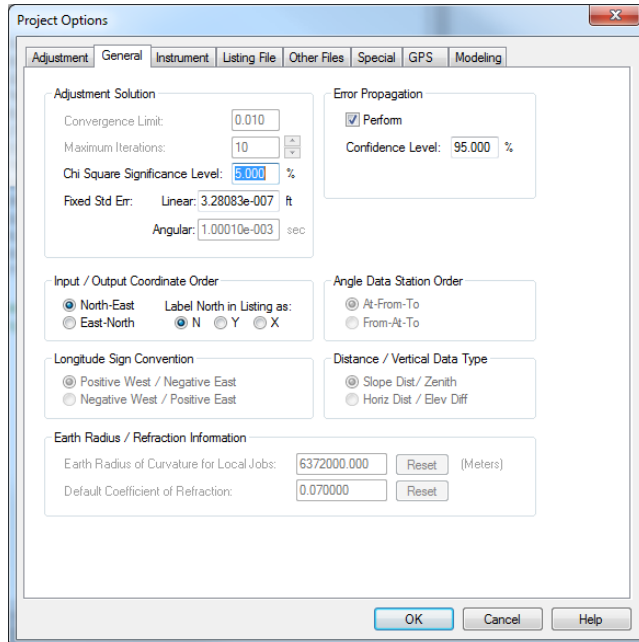 Project Options
Adjustment General Instrument Listing File Other Files Special GPS Modeling
Adjustment Solution
Convergence Limit: 0.010
Maximum Iterations: 10
Chi Square Significance Level: 5.000 %
Fixed Std Err: Linear: 3.28083e-007 ft
Angular: 1.00010e-003 sec
Error Propagation
Perform
Confidence Level: 95.000 %
Input / Output Coordinate Order
North-East Label North in Listing as:
East-North N Y X
Angle Data Station Order
At-From-To
From-At-To
Longitude Sign Convention
Positive West / Negative East
Negative West / Positive East
Distance / Vertical Data Type
Slope Dist/ Zenith
Horiz Dist / Elev Diff
Earth Radius / Refraction Information
Earth Radius of Curvature for Local Jobs: 6372000.000 Reset (Meters)
Default Coefficient of Refraction: 0.070000 Reset
OK Cancel Help